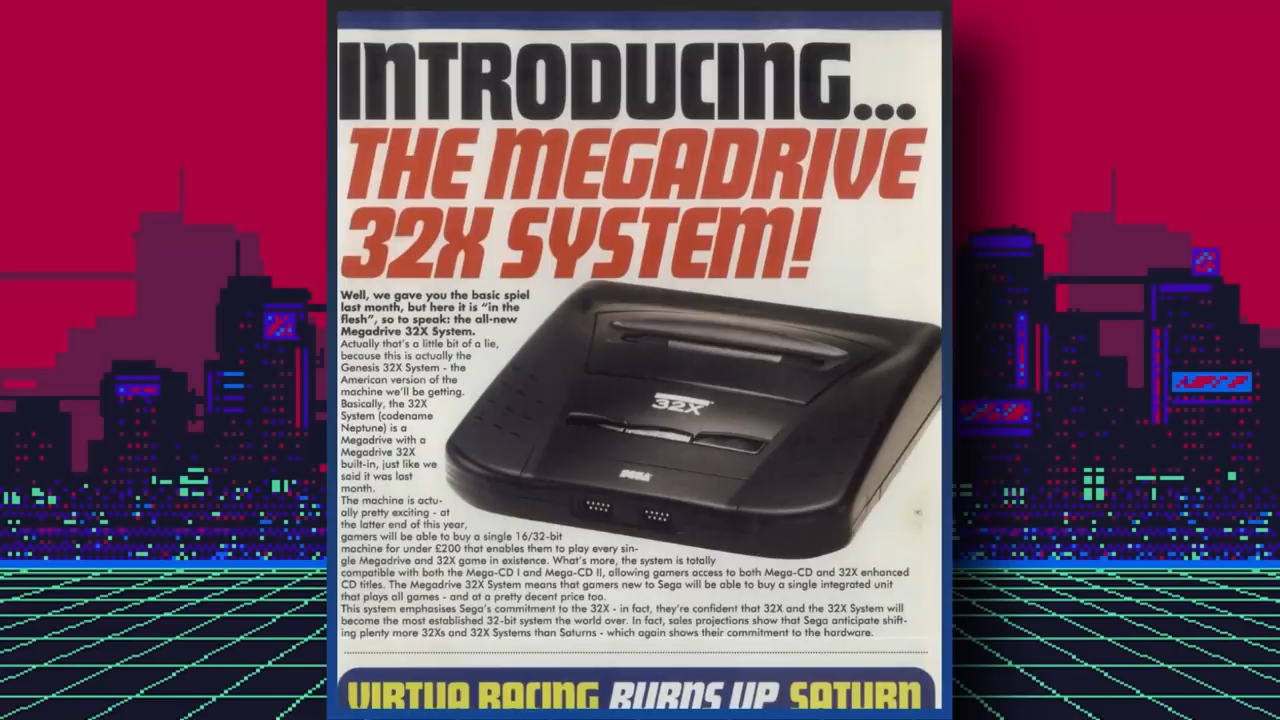 INTRODUCING...
THE MEGADRIVE
32X SYSTEM!
Well, we gave you the basic spiel
last month, but here it is “in the
flesh”, so to speak: the all-new
Megadrive 32X System.
Actually that's a little bit of a lie,
because this is actually the
Genesis 32X System - the
American version of the
machine we'll be getting.
Basically, the 32X
System (codename
Neptune) is a
Megadrive with a
Megadrive 32X
built-in, just like we
said it was last
month.
The machine is actu-
ally pretty exciting - at
the latter end of this year,
gamers will be able to buy a single 16/32-bit
machine for under £200 that enables them to play every sin-
gle Megadrive and 32X game in existence. What's more, the system is totally
compatible with both the Mega-CD I and Mega-CD II, allowing gamers access to both Mega-CD and 32X enhanced
CD titles. The Megadrive 32X System means that gamers new to Sega will be able to buy a single integrated unit
that plays all games - and at a pretty decent price too.
This system emphasises Sega's commitment to the 32X - in fact, they're confident that 32X and the 32X System will
become the most established 32-bit system the world over. In fact, sales projections show that Sega anticipate shift-
ing plenty more 32Xs and 32X Systems than Saturns - which again shows their commitment to the hardware.
32X
SEGA
VIRTUA RACING BURNS UP SATURN